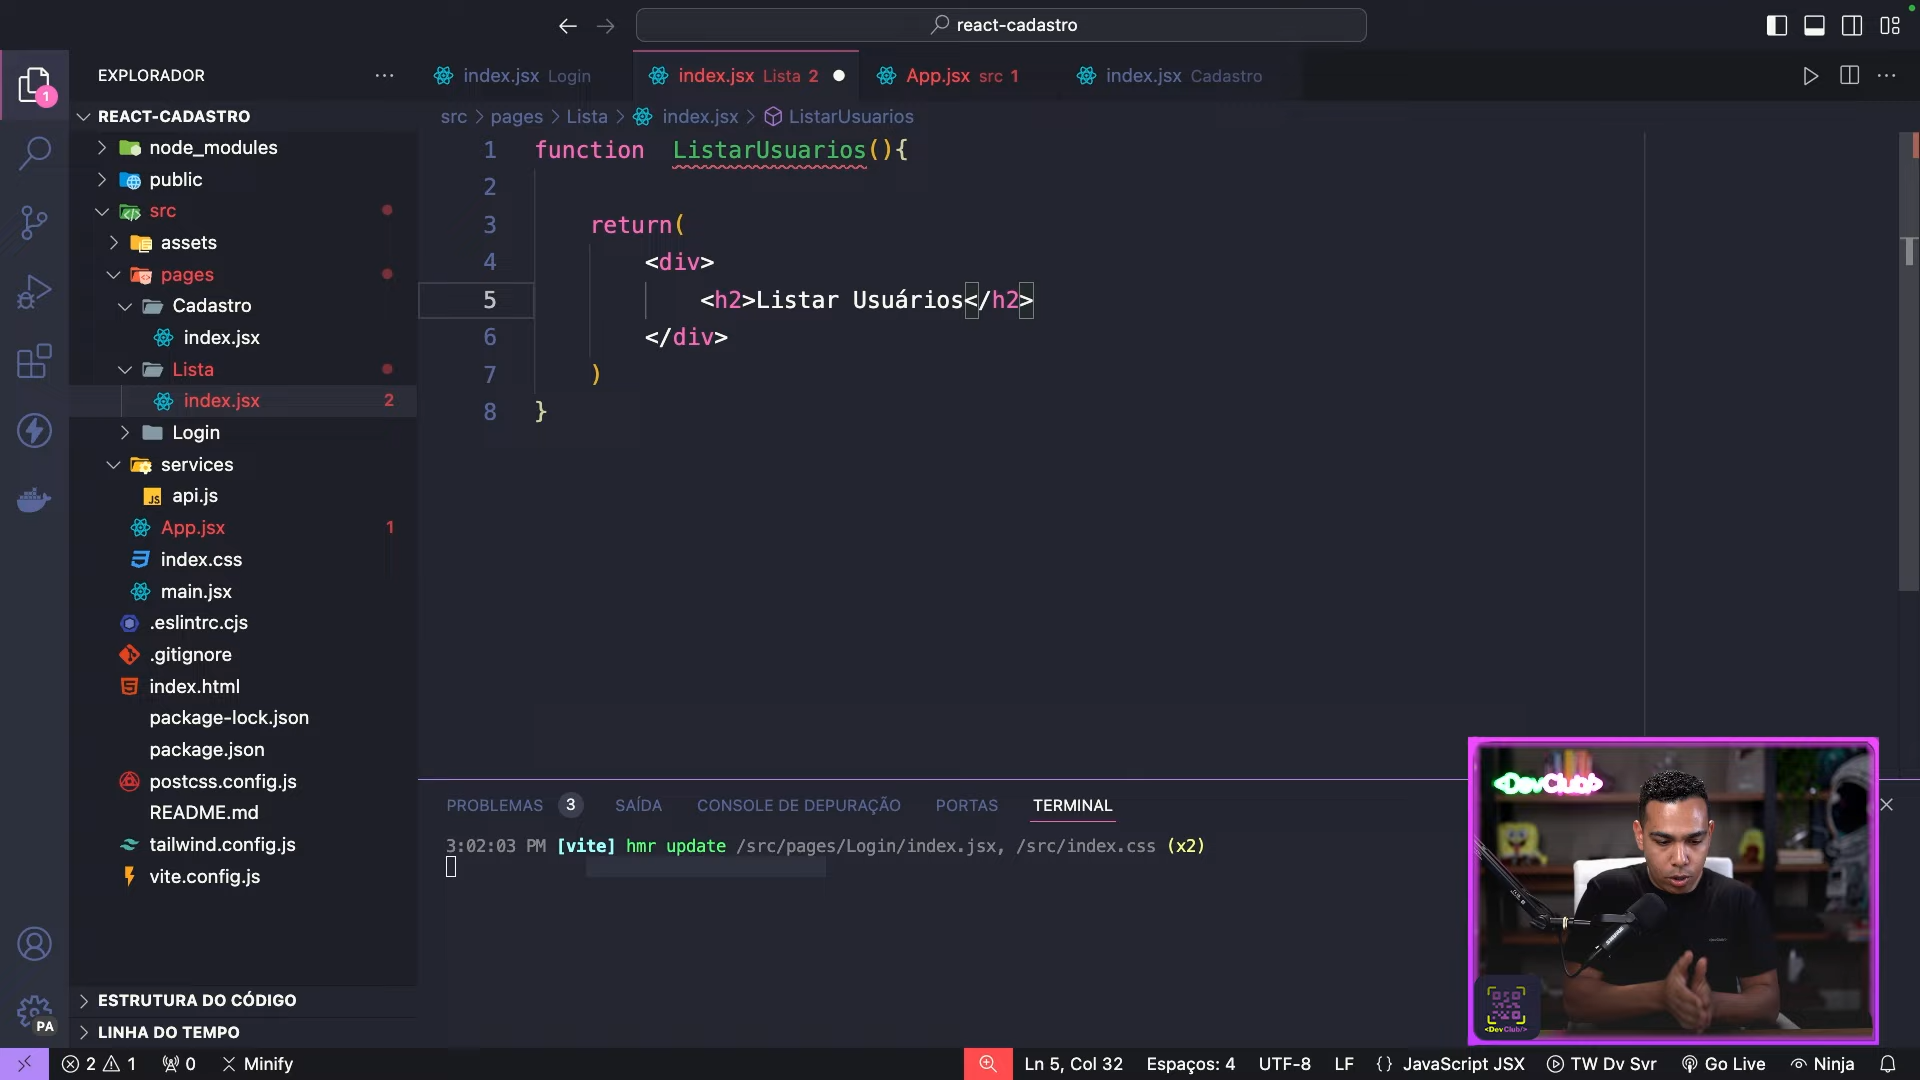 react-cadastro
EXPLORADOR
index.jsx Login
index.jsx Lista 2
App.jsx src 1
index.jsx Cadastro
1
REACT-CADASTRO
src > pages > Lista > index.jsx > ListarUsuarios
node_modules
public
src
assets
pages
Cadastro
index.jsx
Lista
index.jsx 2
Login
services
api.js
App.jsx 1
index.css
main.jsx
.eslintrc.cjs
.gitignore
index.html
package-lock.json
package.json
postcss.config.js
README.md
tailwind.config.js
vite.config.js
ESTRUTURA DO CÓDIGO
LINHA DO TEMPO
PA
1 function  ListarUsuarios(){
2
3 return(
4 <div>
5 <h2>Listar Usuários</h2>
6 </div>
7 )
8 }
PROBLEMAS 3 SAÍDA CONSOLE DE DEPURAÇÃO PORTAS TERMINAL
3:02:03 PM [vite] hmr update /src/pages/Login/index.jsx, /src/index.css (x2)
<DevClub/>
<DevClub/>
2 1 0 Minify Ln 5, Col 32 Espaços: 4 UTF-8 LF {} JavaScript JSX TW Dv Svr Go Live Ninja